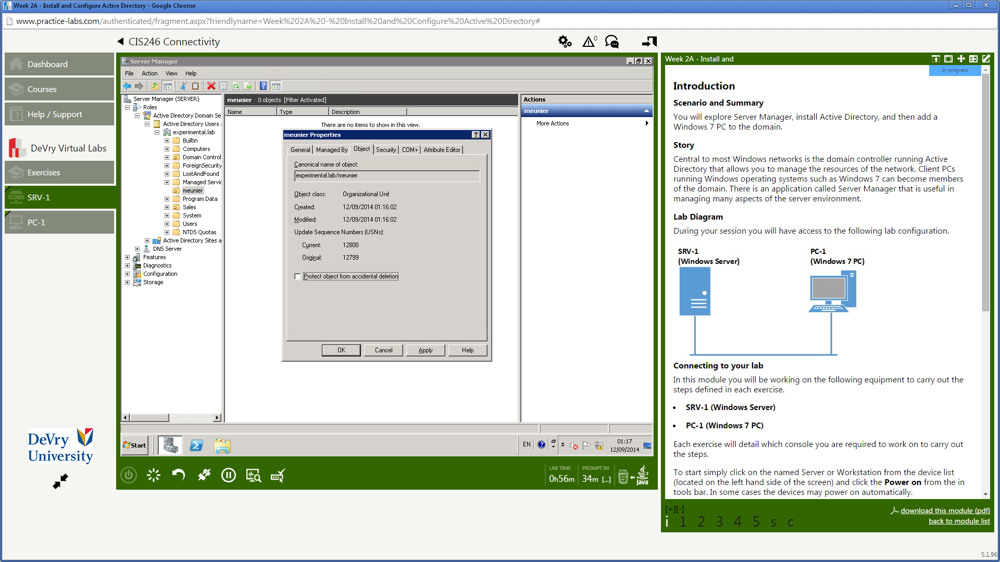 Week 2A - Install and Configure Active Directory - Google Chrome
www.practice-labs.com/authenticated/fragment.aspx?friendlyname=Week%202A%20-%20Install%20and%20Configure%20Active%20Directory#
CIS246 Connectivity
0
Dashboard
Courses
Help / Support
DeVry Virtual Labs
Exercises
SRV-1
PC-1
DeVry
University
Server Manager
File Action View Help
Server Manager (SERVER)
Roles
Active Directory Domain Se
Active Directory Users
experimental.lab
Builtin
Computers
Domain Control
ForeignSecurity
LostAndFound
Managed Servic
meunier
Program Data
Sales
System
Users
NTDS Quotas
Active Directory Sites a
DNS Server
Features
Diagnostics
Configuration
Storage
meunier 0 objects [Filter Activated]
Name Type Description
There are no items to show in this view.
meunier Properties
General Managed By Object Security COM+ Attribute Editor
Canonical name of object:
experimental.lab/meunier
Object class: Organizational Unit
Created: 12/09/2014 01:16:02
Modified: 12/09/2014 01:16:02
Update Sequence Numbers (USNs):
Current: 12800
Original: 12799
Protect object from accidental deletion
OK Cancel Apply Help
Actions
meunier
More Actions
Start
EN
01:17
12/09/2014
LAB TIME
0h56m
PROMPT IN
34m [...]
HTML
5
Java
Week 2A - Install and
In progress
Introduction
Scenario and Summary
You will explore Server Manager, install Active Directory, and then add a
Windows 7 PC to the domain.
Story
Central to most Windows networks is the domain controller running Active
Directory that allows you to manage the resources of the network. Client PCs
running Windows operating systems such as Windows 7 can become members
of the domain. There is an application called Server Manager that is useful in
managing many aspects of the server environment.
Lab Diagram
During your session you will have access to the following lab configuration.
SRV-1
(Windows Server)
PC-1
(Windows 7 PC)
Connecting to your lab
In this module you will be working on the following equipment to carry out the
steps defined in each exercise.
• SRV-1 (Windows Server)
• PC-1 (Windows 7 PC)
Each exercise will detail which console you are required to work on to carry out
the steps.
To start simply click on the named Server or Workstation from the device list
(located on the left hand side of the screen) and click the Power on from the in
tools bar. In some cases the devices may power on automatically.
[+][-]
i 1 2 3 4 5 s c
download this module (pdf)
back to module list
S.1.96